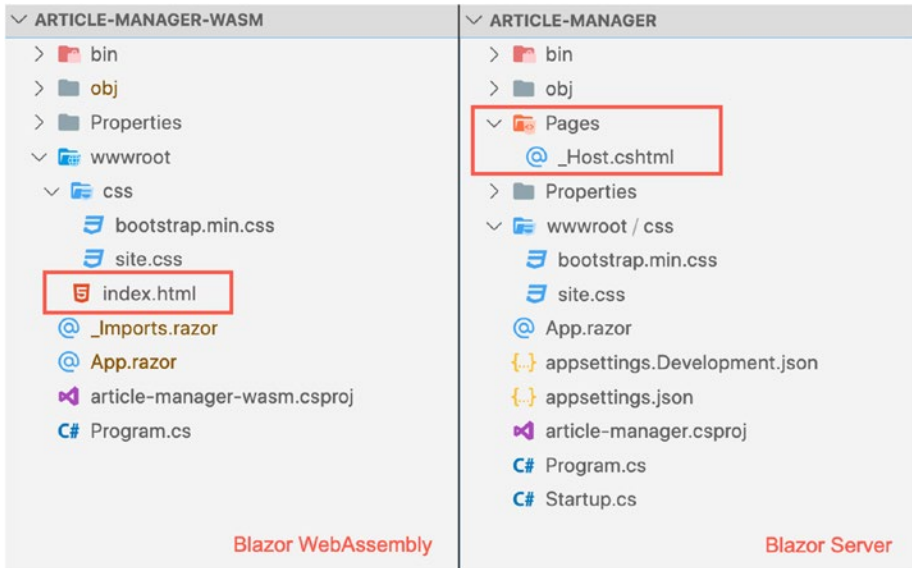 ARTICLE-MANAGER-WASM
bin
obj
Properties
wwwroot
css
bootstrap.min.css
site.css
index.html
_Imports.razor
App.razor
article-manager-wasm.csproj
C# Program.cs
Blazor WebAssembly
ARTICLE-MANAGER
bin
obj
Pages
@ _Host.cshtml
Properties
wwwroot / css
bootstrap.min.css
site.css
App.razor
appsettings.Development.json
appsettings.json
article-manager.csproj
C# Program.cs
C# Startup.cs
Blazor Server